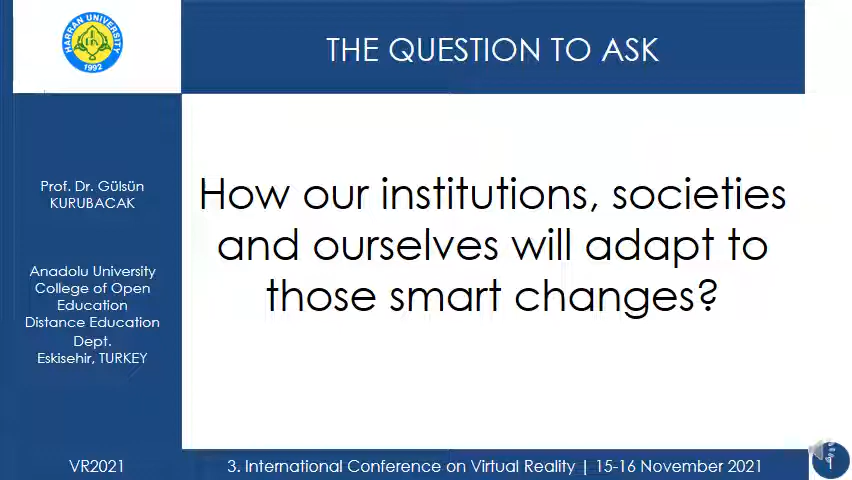 HARRAN UNIVERSITY
1992
THE QUESTION TO ASK
Prof. Dr. Gülsün
KURUBACAK
Anadolu University
College of Open
Education
Distance Education
Dept.
Eskisehir, TURKEY
How our institutions, societies
and ourselves will adapt to
those smart changes?
VR2021
3. International Conference on Virtual Reality | 15-16 November 2021
1